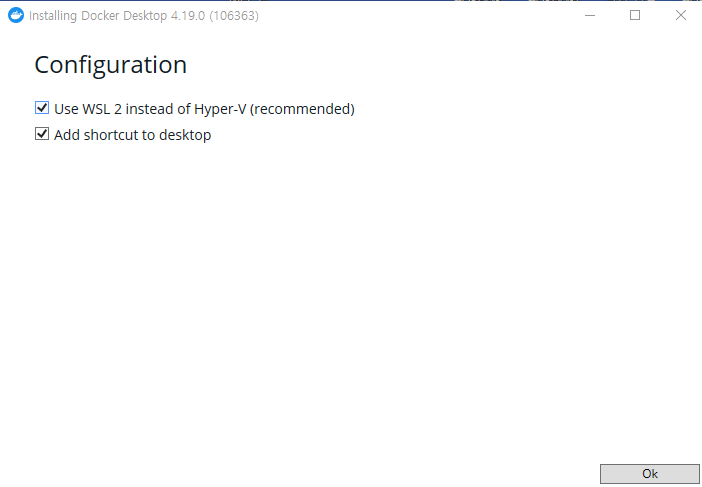 Installing Docker Desktop 4.19.0 (106363)
Configuration
Use WSL 2 instead of Hyper-V (recommended)
Add shortcut to desktop
Ok